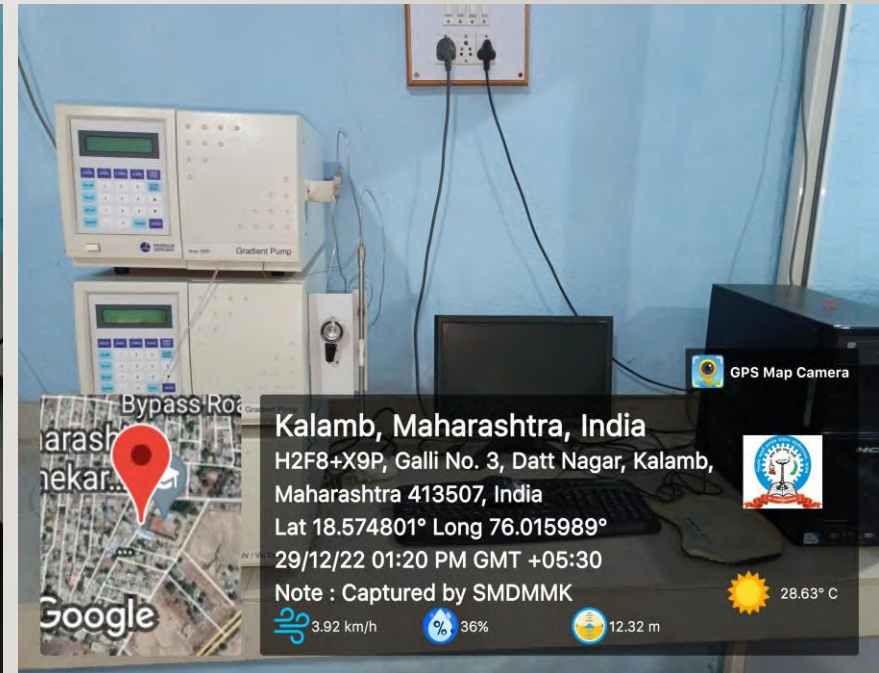 Gradient Pump
GPS Map Camera
Bypass Roa
arash
nekar...
Google
Kalamb, Maharashtra, India
H2F8+X9P, Galli No. 3, Datt Nagar, Kalamb,
Maharashtra 413507, India
Lat 18.574801° Long 76.015989°
29/12/22 01:20 PM GMT +05:30
Note : Captured by SMDMMK
3.92 km/h
36%
12.32 m
28.63° C